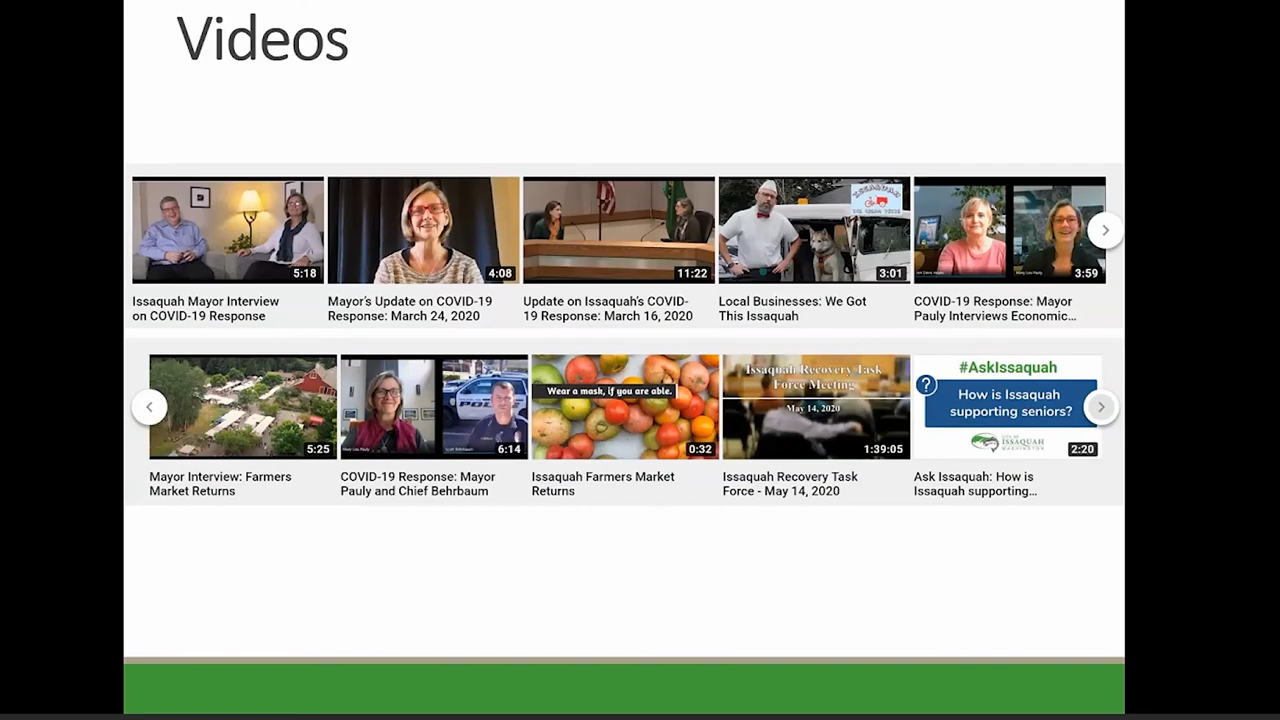 Videos
5:18
4:08
11:22
ISSAQUAH
3:01
3:59
Issaquah Mayor Interview
on COVID-19 Response
Mayor's Update on COVID-19
Response: March 24, 2020
Update on Issaquah's COVID-
19 Response: March 16, 2020
Local Businesses: We Got
This Issaquah
COVID-19 Response: Mayor
Pauly Interviews Economic...
5:25
POLICE
6:14
Wear a mask, if you are able.
0:32
Issaquah Recovery Task
Force Meeting
May 14, 2020
1:39:05
#AskIssaquah
?
How is Issaquah
supporting seniors?
CITY OF
ISSAQUAH
WASHINGTON
2:20
Mayor Interview: Farmers
Market Returns
COVID-19 Response: Mayor
Pauly and Chief Behrbaum
Issaquah Farmers Market
Returns
Issaquah Recovery Task
Force - May 14, 2020
Ask Issaquah: How is
Issaquah supporting...